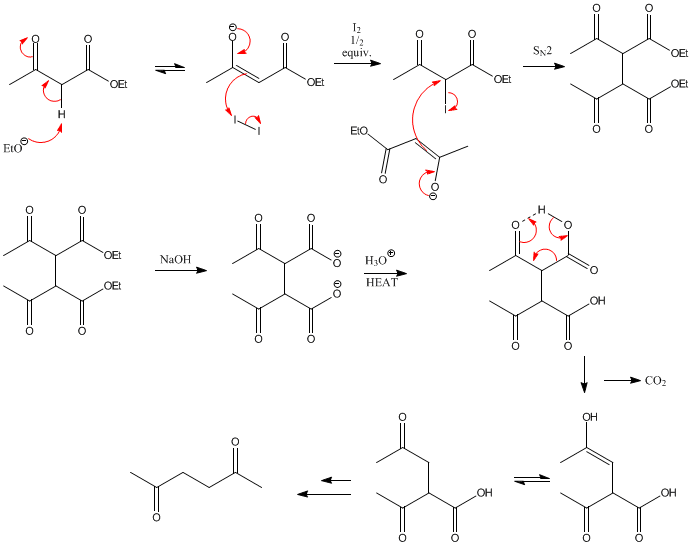 O O O⊖ O I2 O O SN2 O O
1/2
equiv.
OEt OEt OEt OEt
H I I I OEt
EtO⊖ EtO
O O⊖ O O
O O O O O H O
OEt NaOH O⊖ H3O⊕ O
OEt O⊖ HEAT OH
O O O O O O
CO2
O O OH
OH OH
O O O O O